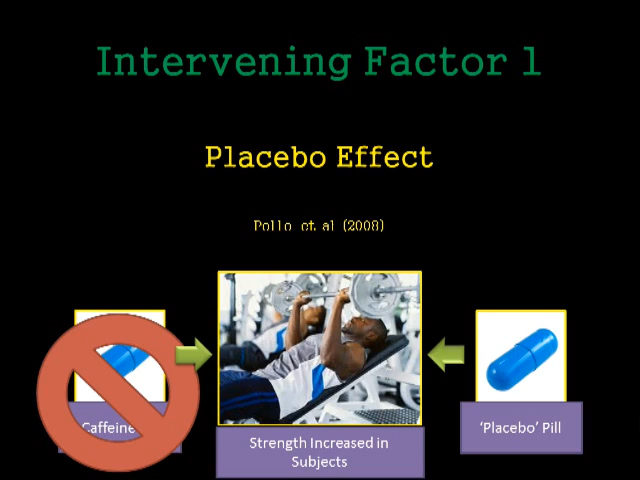 Intervening Factor 1
Placebo Effect
Pollo et al (2008)
Caffeine
Strength Increased in
Subjects
‘Placebo’ Pill